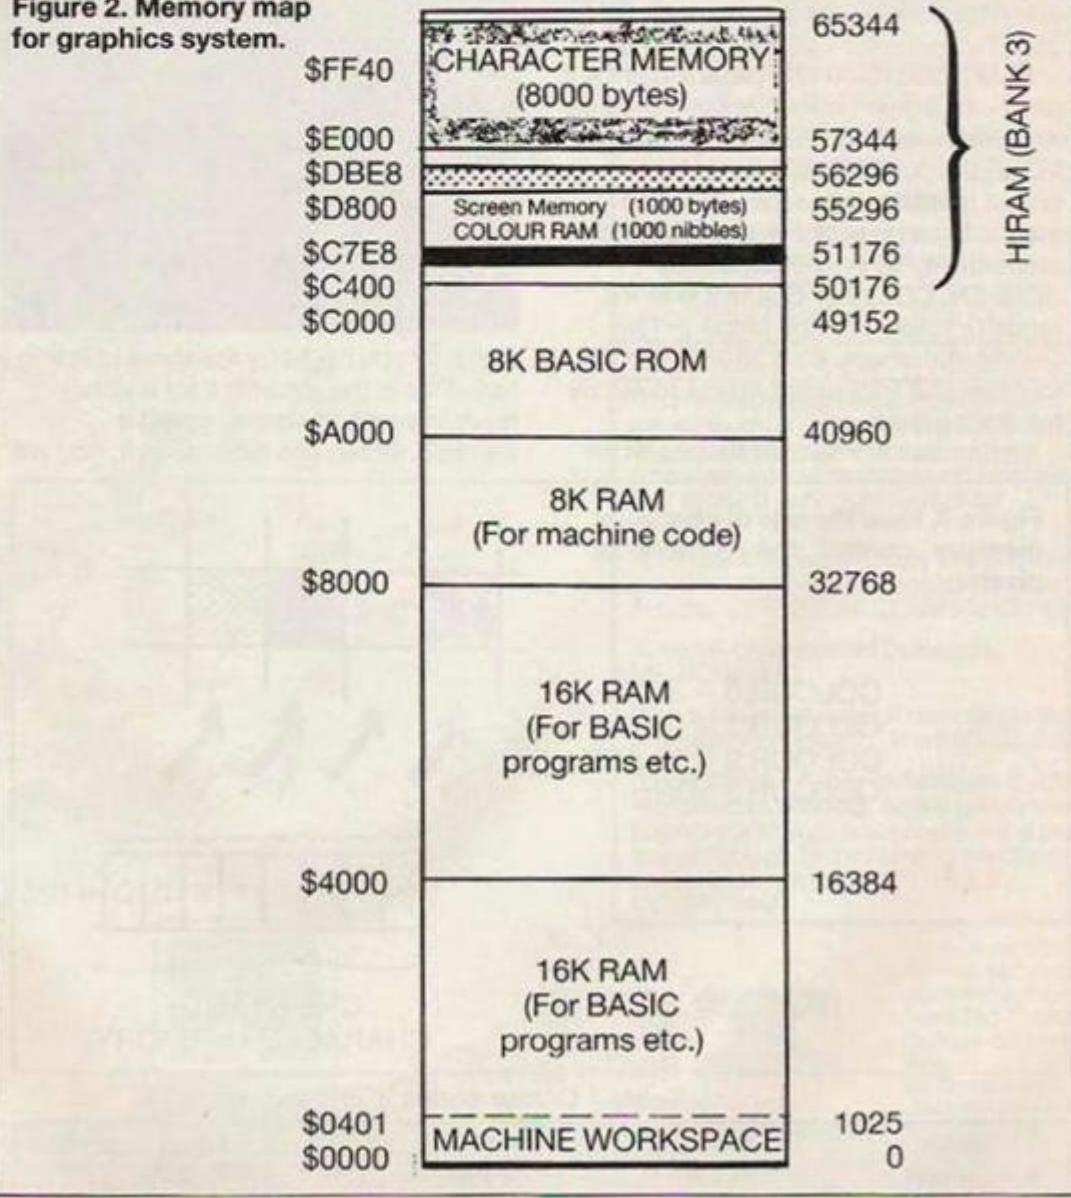 Figure 2. Memory map
for graphics system.
65344
$FF40
CHARACTER MEMORY
(8000 bytes)
$E000
57344
$DBE8
56296
$D800
Screen Memory (1000 bytes)
55296
COLOUR RAM (1000 nibbles)
$C7E8
51176
$C400
50176
$C000
49152
HIRAM (BANK 3)
8K BASIC ROM
$A000
40960
8K RAM
(For machine code)
$8000
32768
16K RAM
(For BASIC
programs etc.)
$4000
16384
16K RAM
(For BASIC
programs etc.)
$0401
1025
MACHINE WORKSPACE
$0000
0